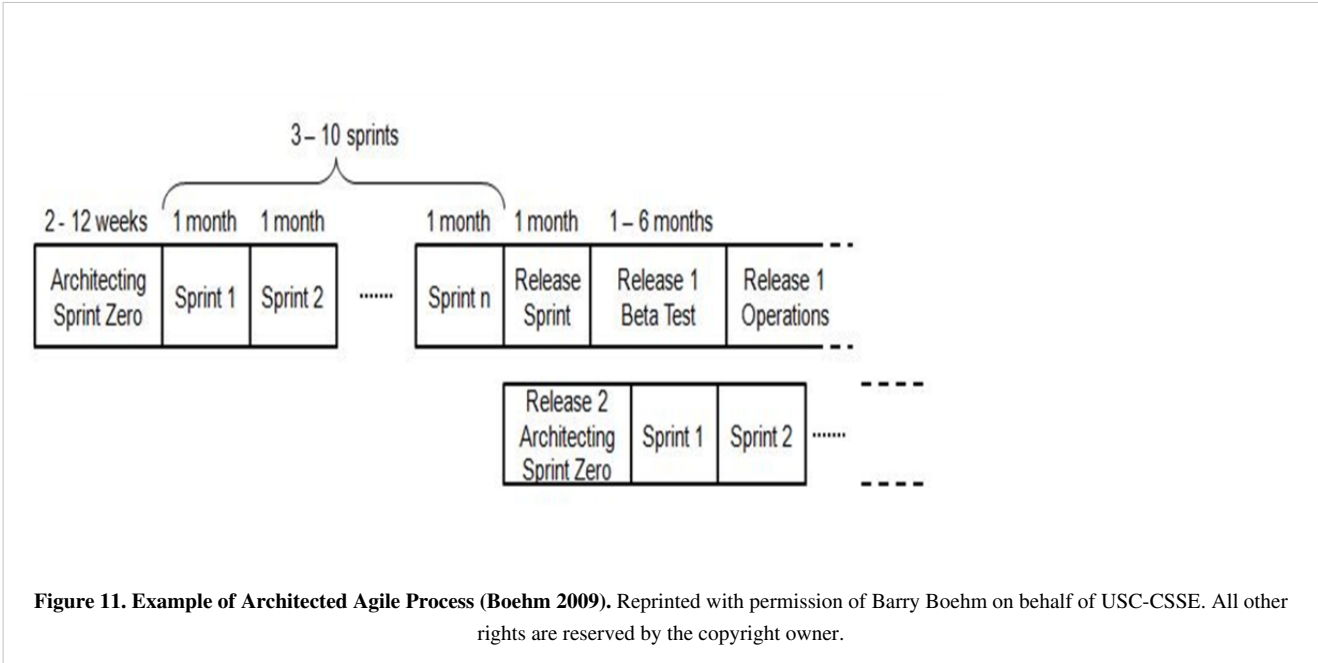 3 – 10 sprints
2 - 12 weeks 1 month 1 month 1 month 1 month 1 – 6 months
Architecting
Sprint Zero
Sprint 1
Sprint 2
.......
Sprint n
Release
Sprint
Release 1
Beta Test
Release 1
Operations
Release 2
Architecting
Sprint Zero
Sprint 1
Sprint 2
.......
Figure 11. Example of Architected Agile Process (Boehm 2009). Reprinted with permission of Barry Boehm on behalf of USC-CSSE. All other
rights are reserved by the copyright owner.